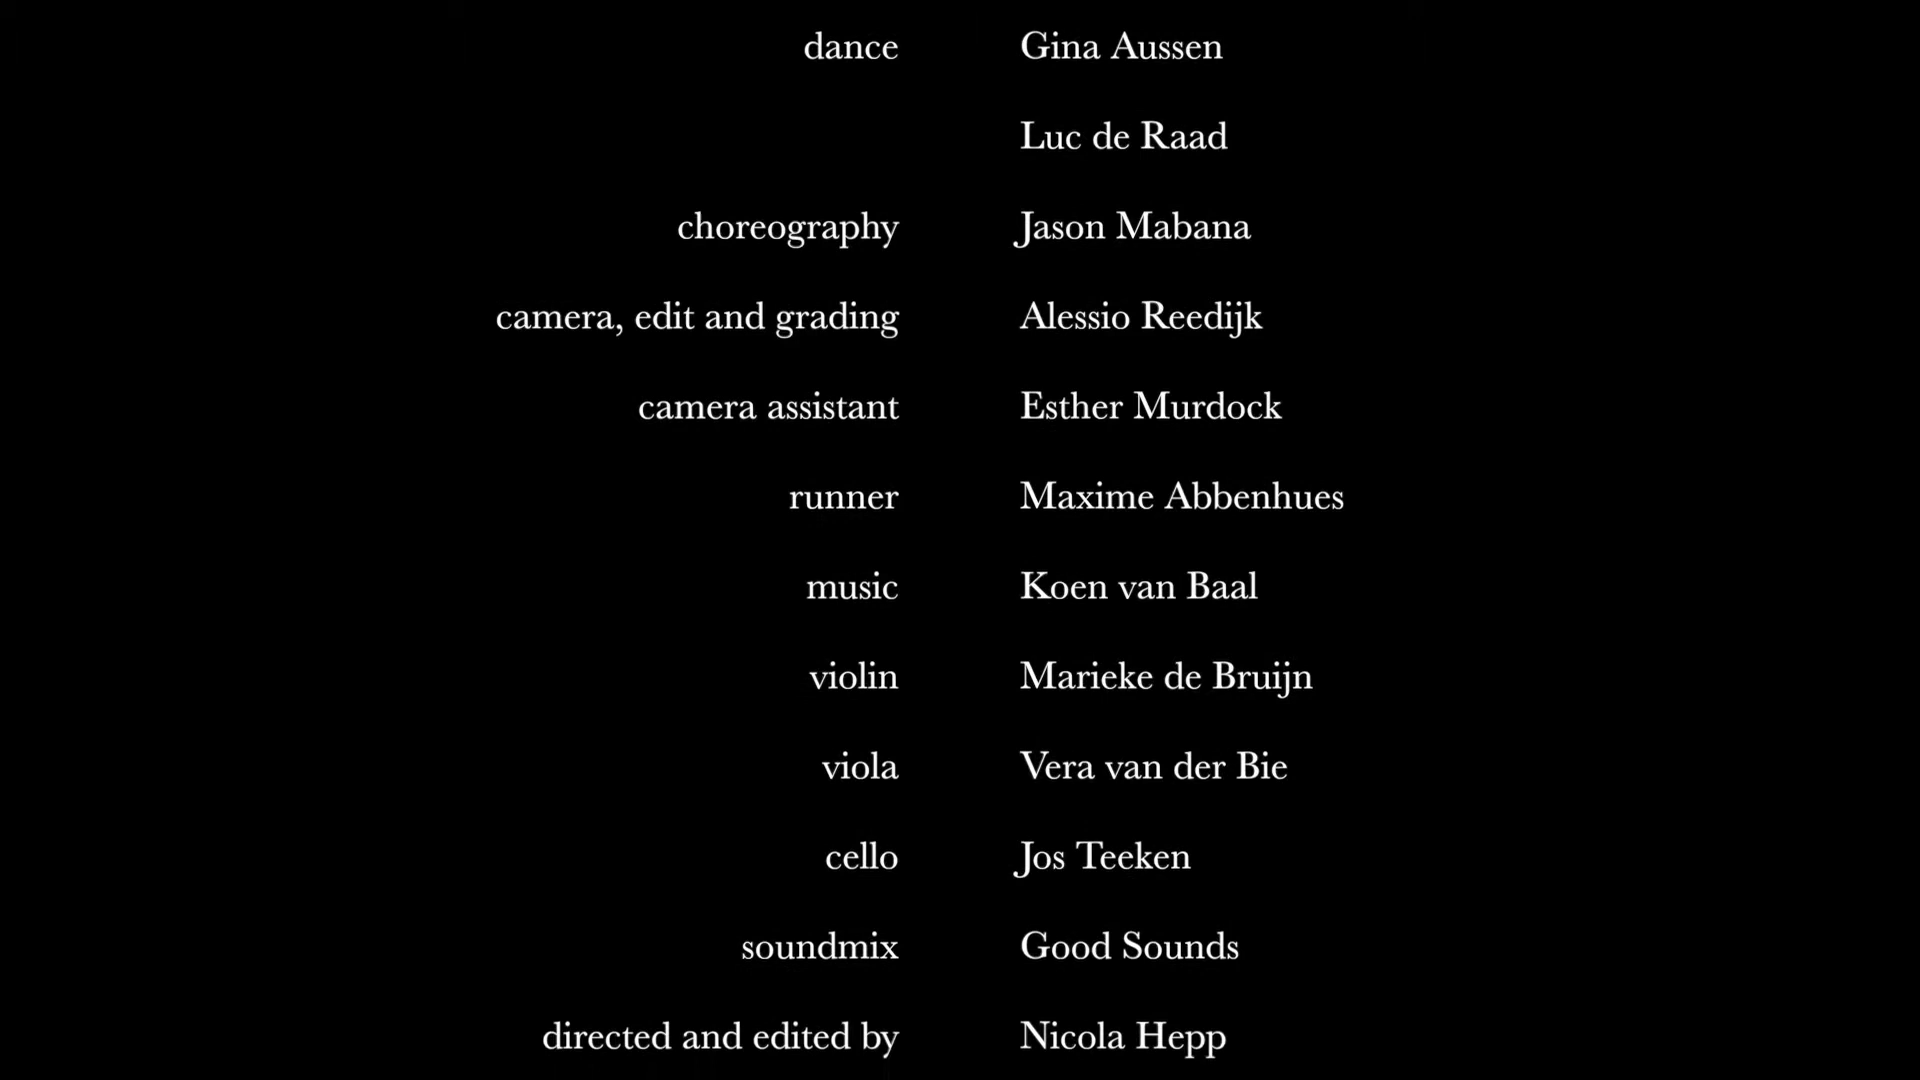 dance Gina Aussen
Luc de Raad
choreography Jason Mabana
camera, edit and grading Alessio Reedijk
camera assistant Esther Murdock
runner Maxime Abbenhues
music Koen van Baal
violin Marieke de Bruijn
viola Vera van der Bie
cello Jos Teeken
soundmix Good Sounds
directed and edited by Nicola Hepp